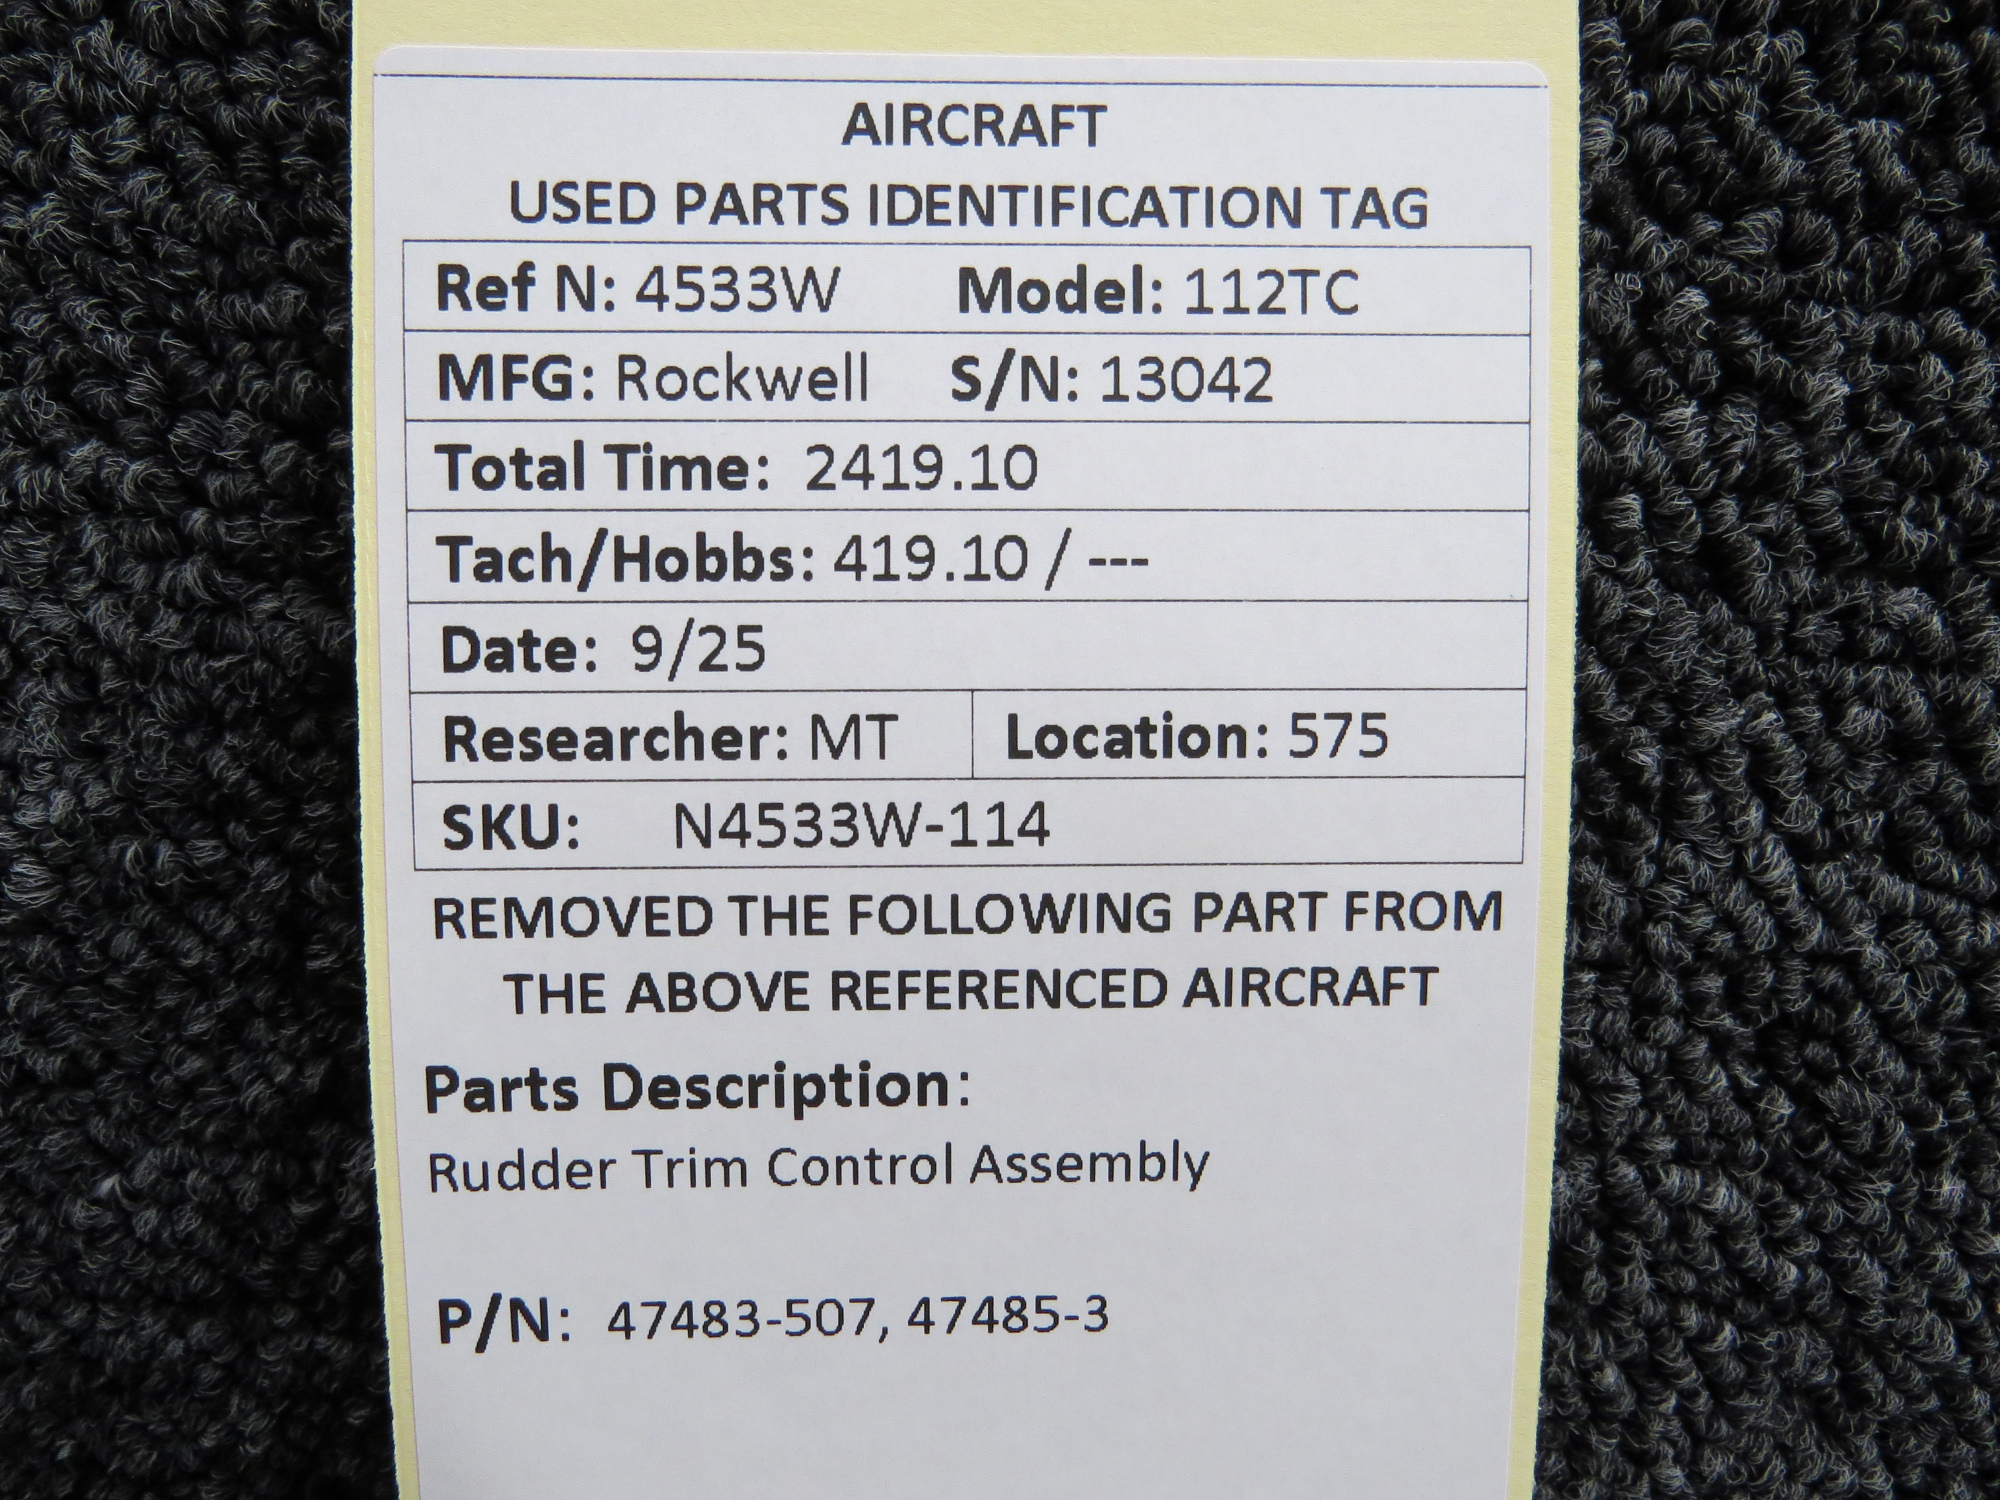 AIRCRAFT
USED PARTS IDENTIFICATION TAG
Ref N: 4533W Model: 112TC
MFG: Rockwell S/N: 13042
Total Time: 2419.10
Tach/Hobbs: 419.10 / ---
Date: 9/25
Researcher: MT Location: 575
SKU: N4533W-114
REMOVED THE FOLLOWING PART FROM
THE ABOVE REFERENCED AIRCRAFT
Parts Description:
Rudder Trim Control Assembly
P/N: 47483-507, 47485-3